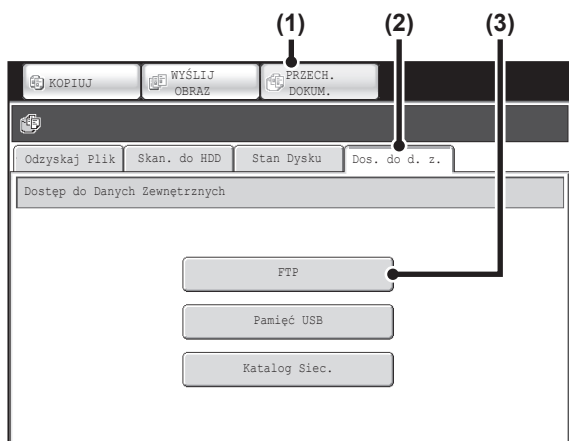 (1) (2) (3)
KOPIUJ
WYŚLIJ
OBRAZ
PRZECH.
DOKUM.
Odzyskaj Plik Skan. do HDD Stan Dysku Dos. do d. z.
Dostęp do Danych Zewnętrznych
FTP
Pamięć USB
Katalog Siec.